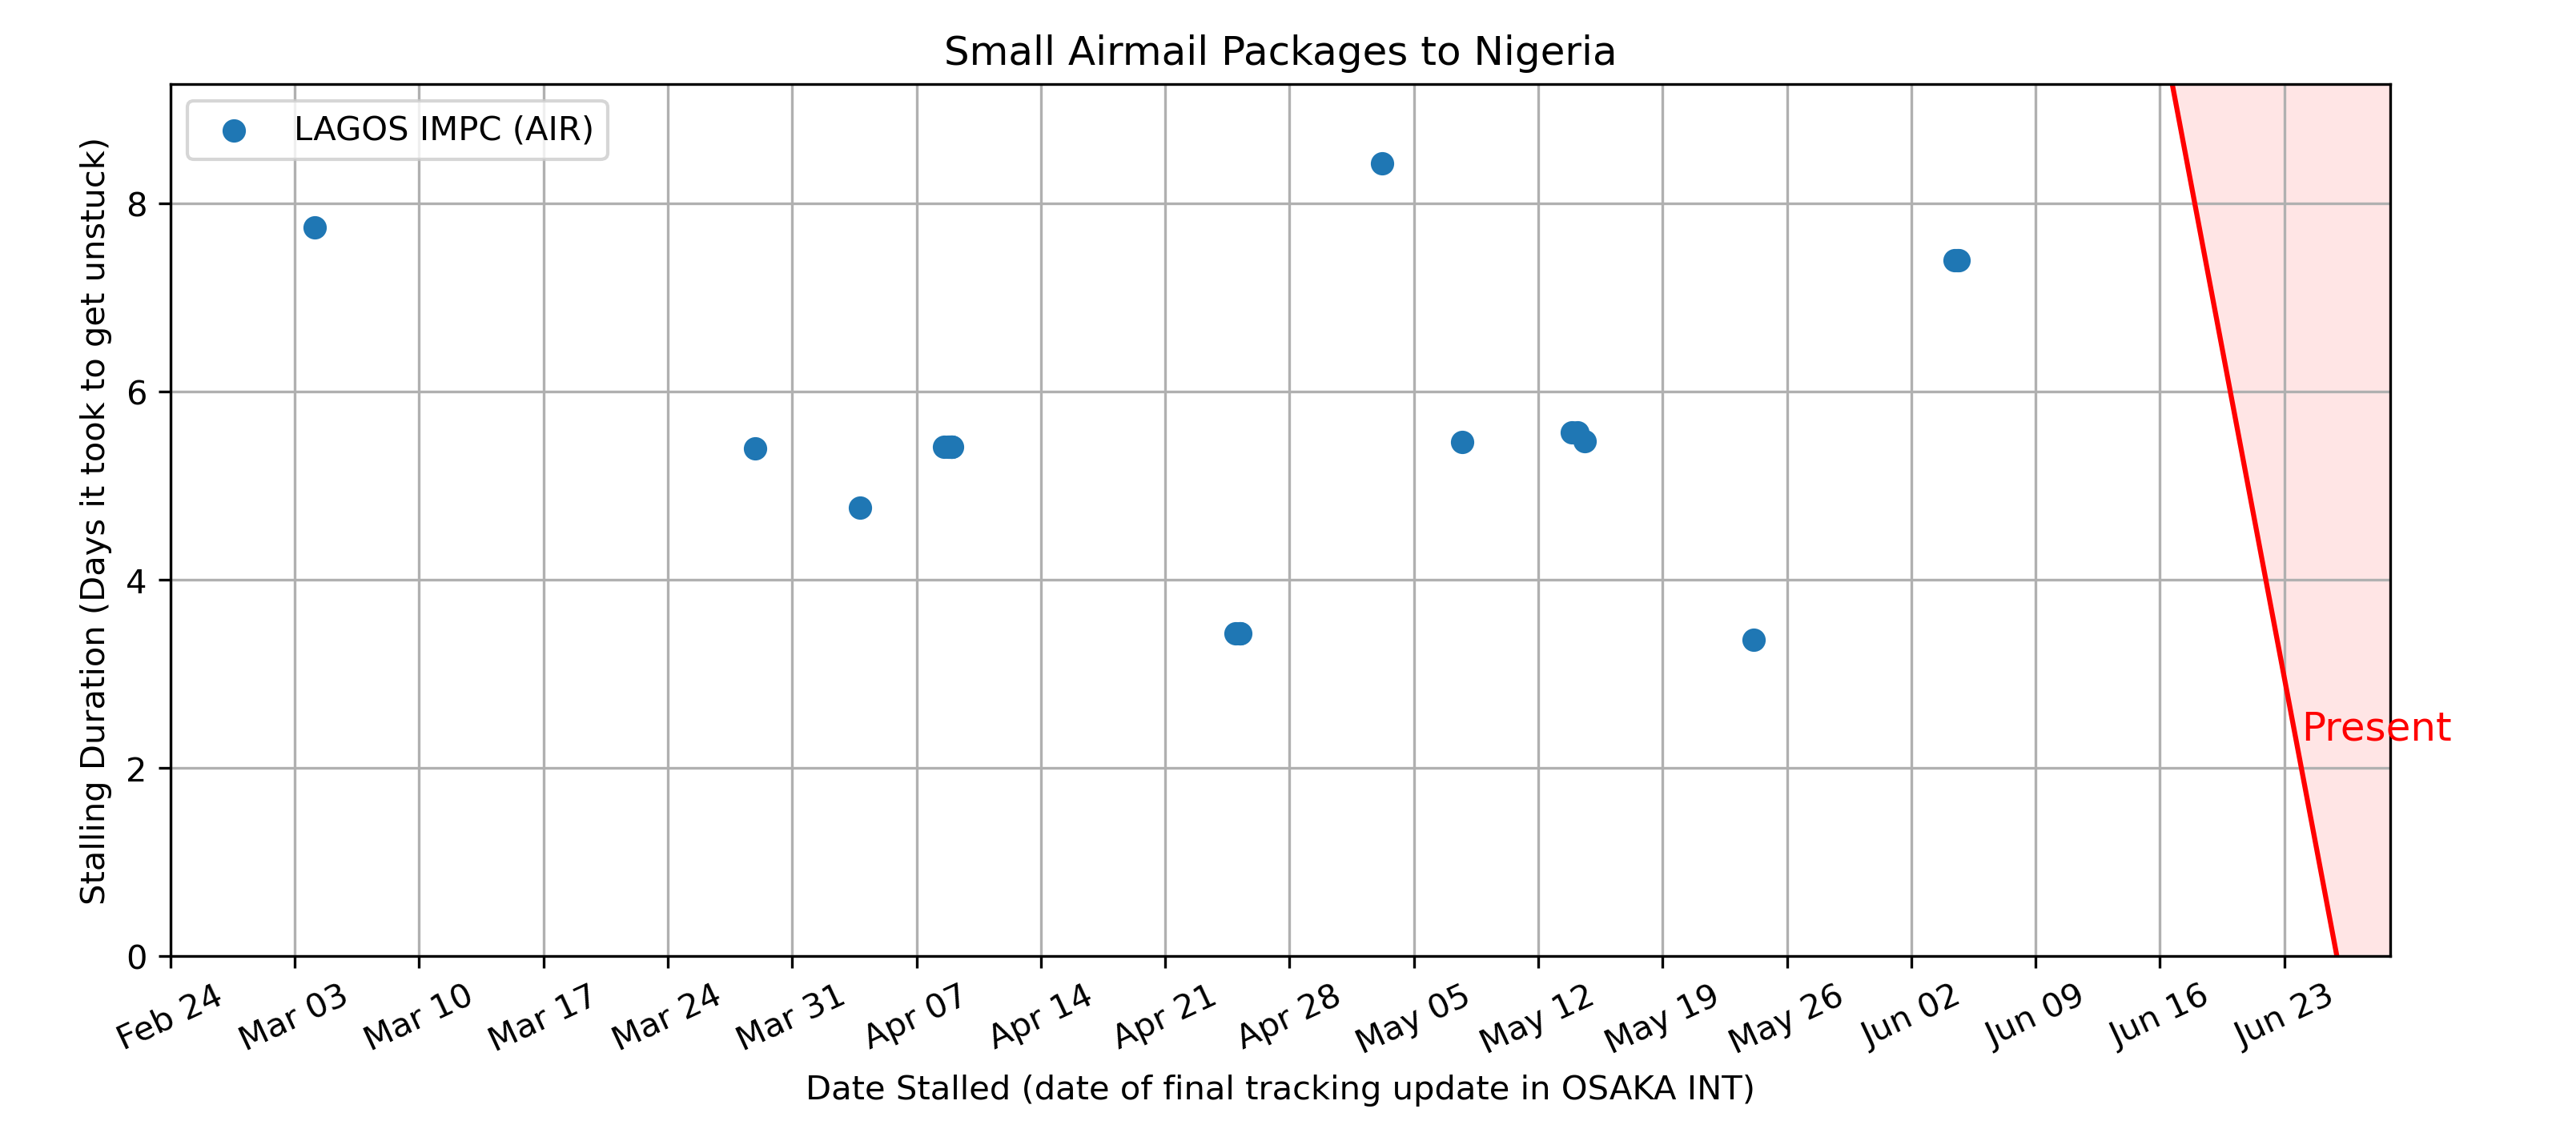 Small Airmail Packages to Nigeria
LAGOS IMPC (AIR)
Stalling Duration (Days it took to get unstuck)
8
6
4
2
0
Present
Feb 24
Mar 03
Mar 10
Mar 17
Mar 24
Mar 31
Apr 07
Apr 14
Apr 21
Apr 28
May 05
May 12
May 19
May 26
Jun 02
Jun 09
Jun 16
Jun 23
Date Stalled (date of final tracking update in OSAKA INT)